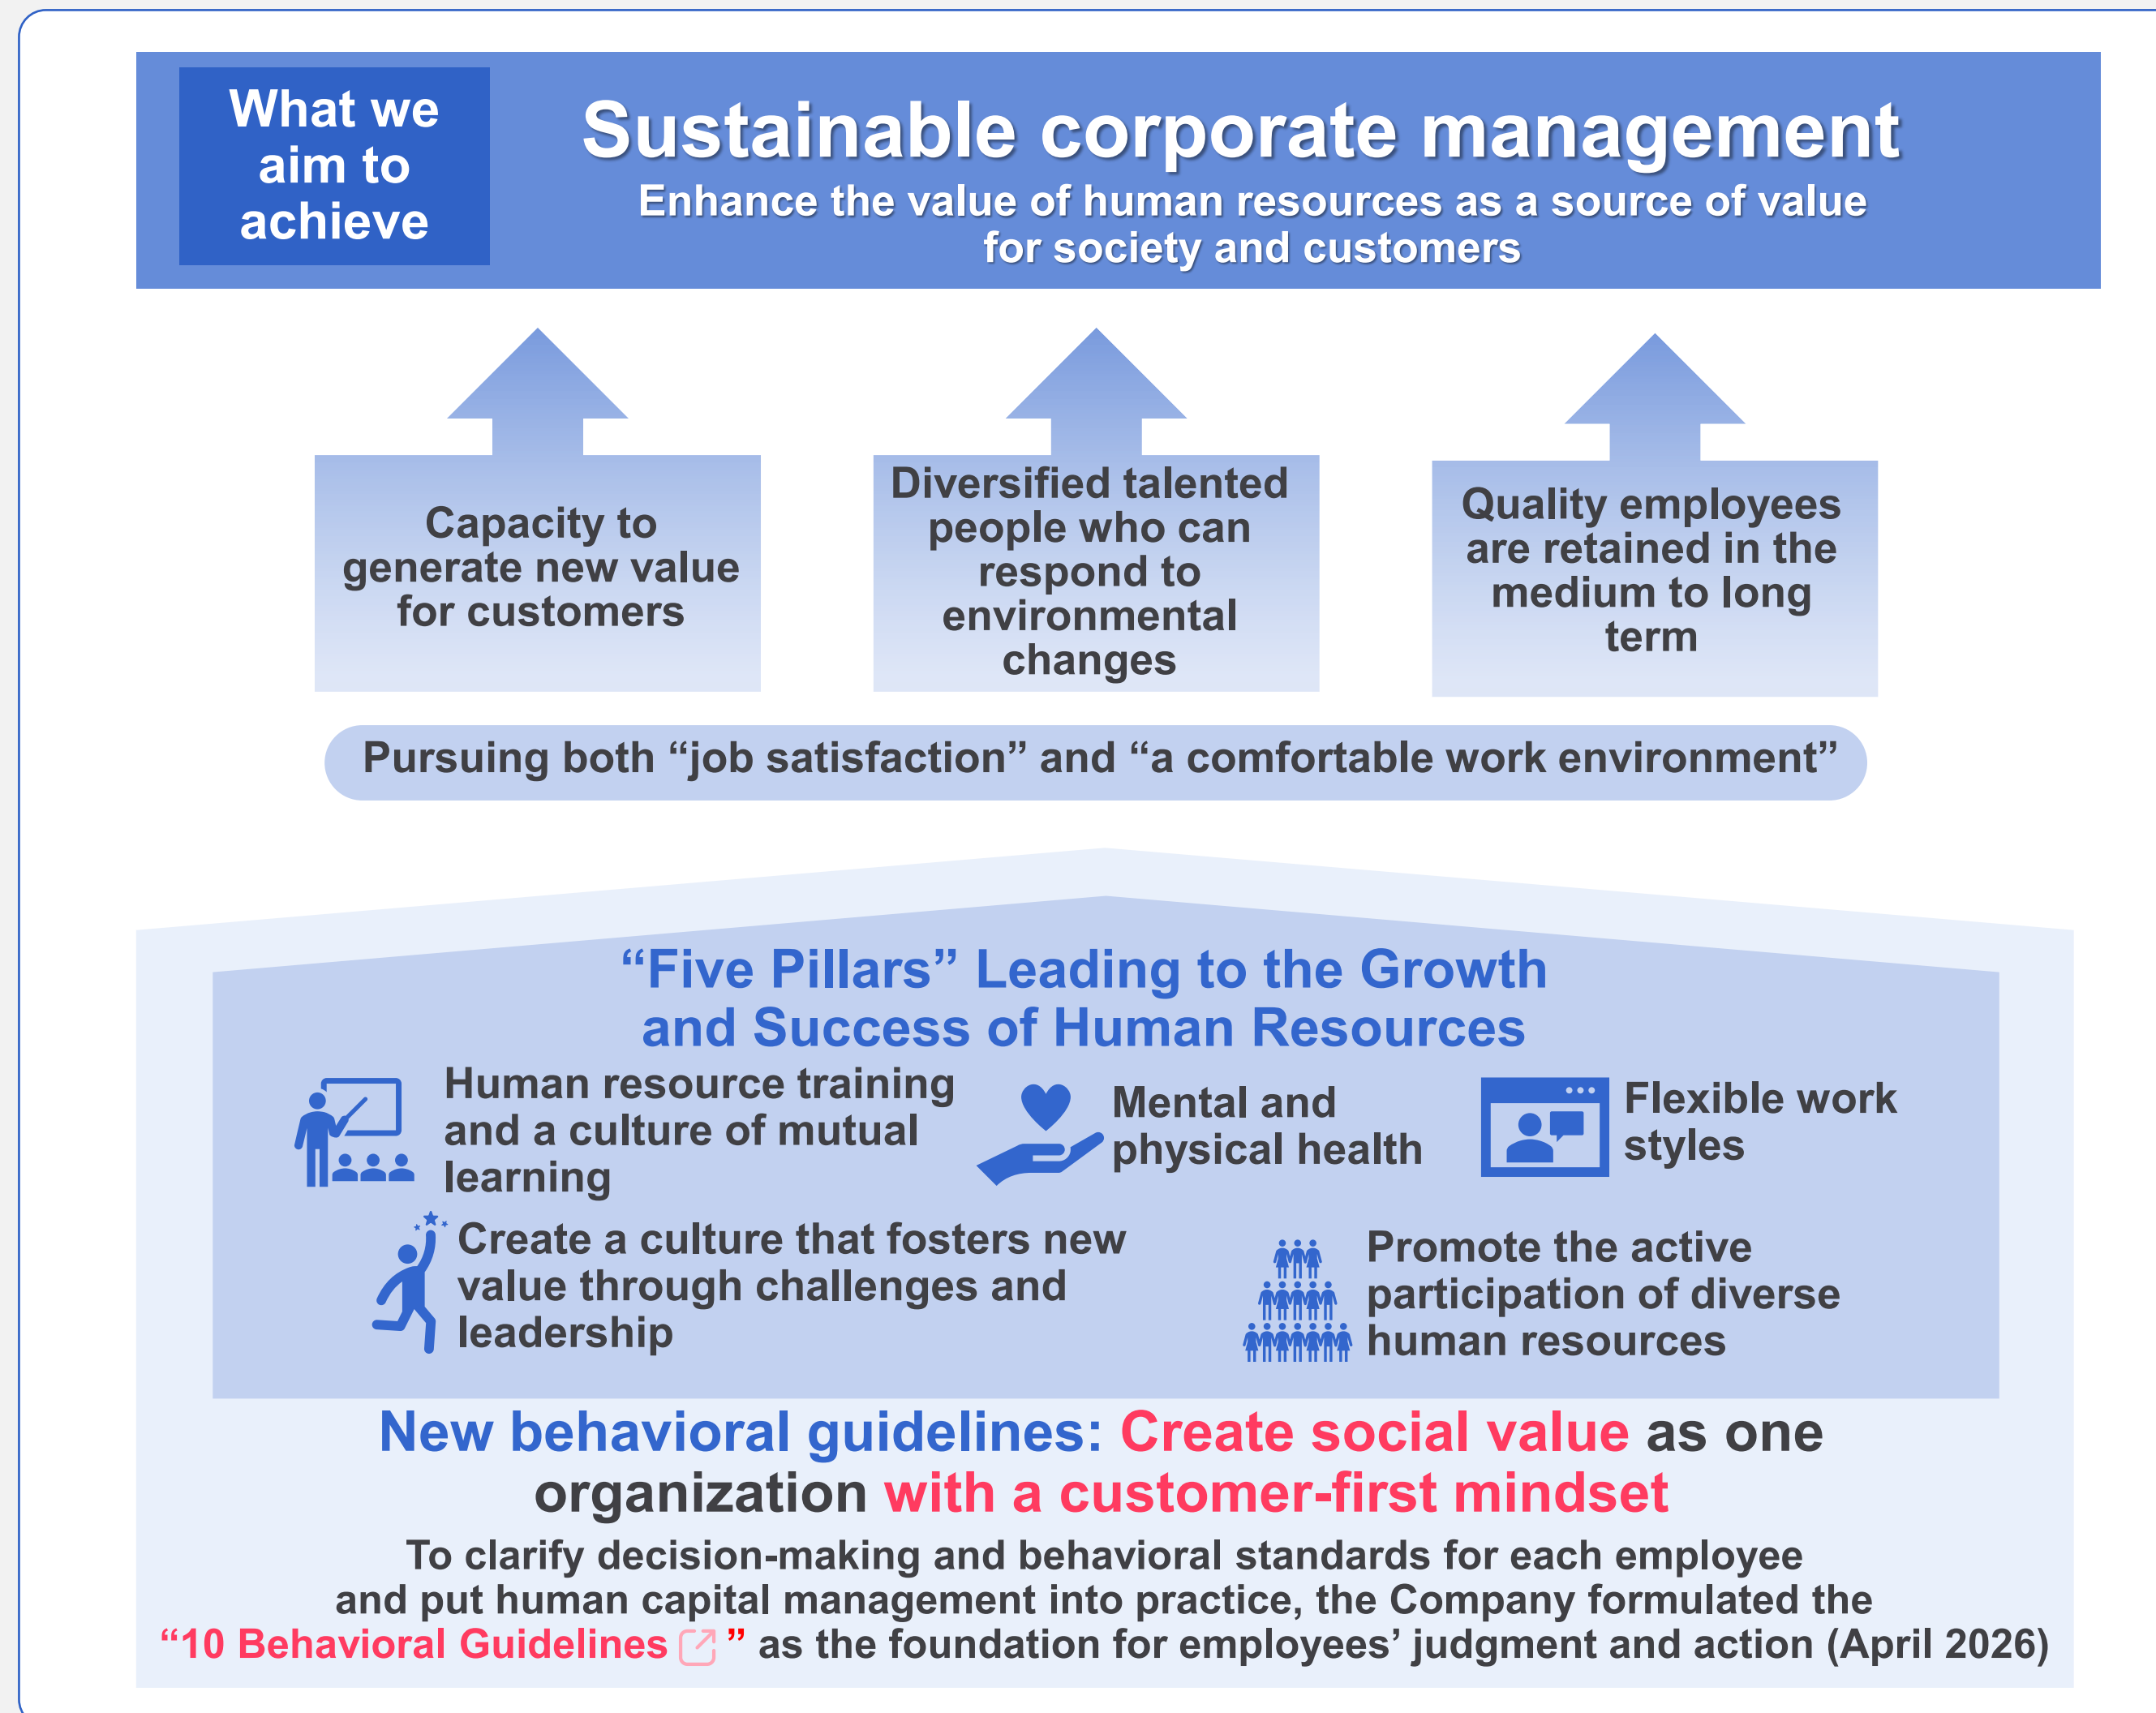 What we
aim to
achieve
Sustainable corporate management
Enhance the value of human resources as a source of value
for society and customers
Capacity to
generate new value
for customers
Diversified talented
people who can
respond to
environmental
changes
Quality employees
are retained in the
medium to long
term
Pursuing both “job satisfaction” and “a comfortable work environment”
“Five Pillars” Leading to the Growth
and Success of Human Resources
Human resource training
and a culture of mutual
learning
Mental and
physical health
Flexible work
styles
Create a culture that fosters new
value through challenges and
leadership
Promote the active
participation of diverse
human resources
New behavioral guidelines: Create social value as one
organization with a customer-first mindset
To clarify decision-making and behavioral standards for each employee
and put human capital management into practice, the Company formulated the
“10 Behavioral Guidelines ” as the foundation for employees’ judgment and action (April 2026)